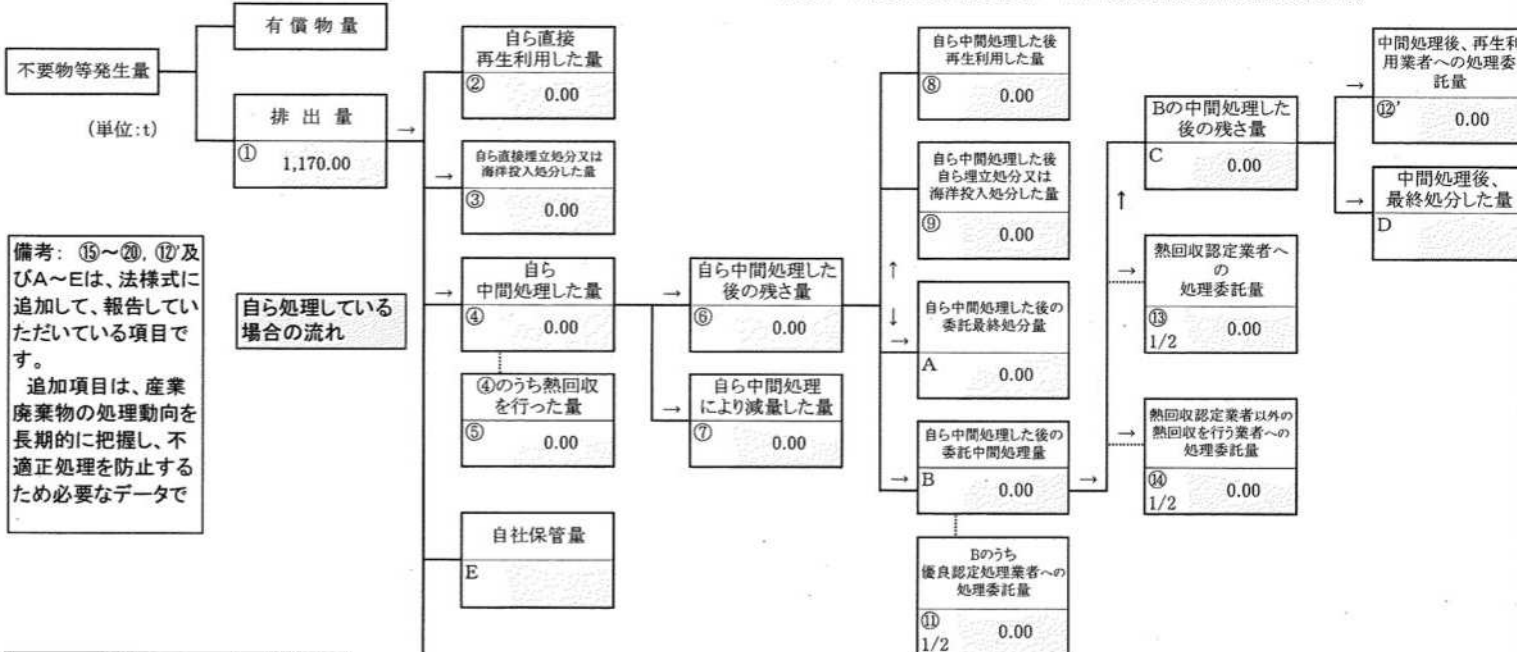 不要物等発生量
(単位:t)
有償物量
排出量
①
1,170.00
→
備考: ⑮～⑳, ⑫'及
びA～Eは、法様式に
追加して、報告してい
ただいている項目で
す。
追加項目は、産業
廃棄物の処理動向を
長期的に把握し、不
適正処理を防止する
ため必要なデータで
自ら処理している
場合の流れ
自ら直接
再生利用した量
②
0.00
→
自ら直接埋立処分又は
海洋投入処分した量
③
0.00
→
自ら
中間処理した量
④
0.00
④のうち熱回収
を行った量
⑤
0.00
自社保管量
E
→
自ら中間処理した
後の残さ量
⑥
0.00
→
自ら中間処理
により減量した量
⑦
0.00
自ら中間処理した後
再生利用した量
⑧
0.00
自ら中間処理した後
自ら埋立処分又は
海洋投入処分した量
⑨
0.00
↑
↓
→
自ら中間処理した後の
委託最終処分量
A
0.00
→
自ら中間処理した後の
委託中間処理量
B
0.00
→
Bのうち
優良認定処理業者への
処理委託量
⑪
1/2
0.00
Bの中間処理した
後の残さ量
C
0.00
↑
→
熱回収認定業者へ
の
処理委託量
⑬
1/2
0.00
→
熱回収認定業者以外の
熱回収を行う業者への
処理委託量
⑭
1/2
0.00
→
中間処理後、再生利
用業者への処理委
託量
⑫'
0.00
→
中間処理後、
最終処分した量
D